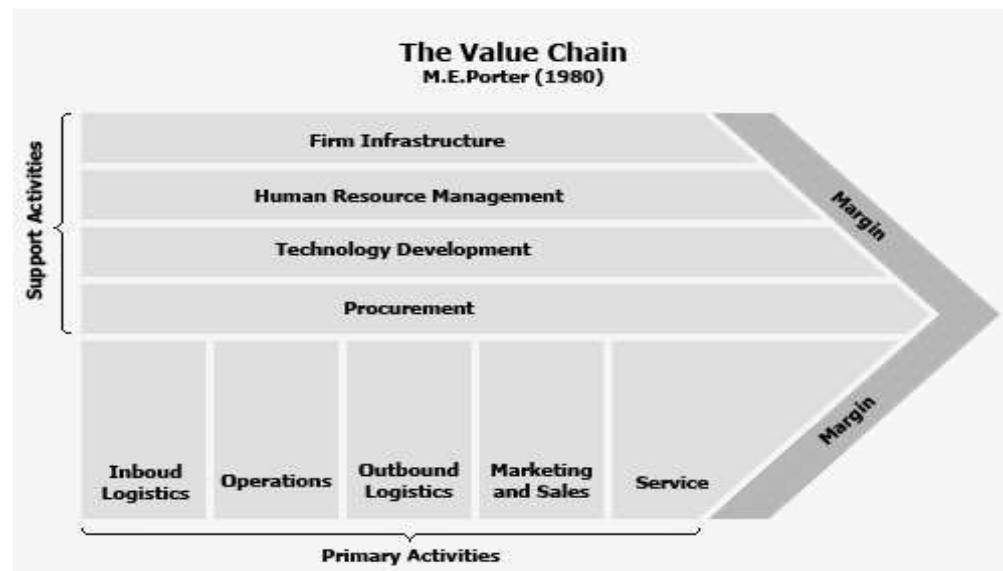 The Value Chain
M.E.Porter (1980)
Support Activities
Firm Infrastructure
Human Resource Management
Technology Development
Procurement
Margin
Margin
Inboud
Logistics
Operations
Outbound
Logistics
Marketing
and Sales
Service
Primary Activities